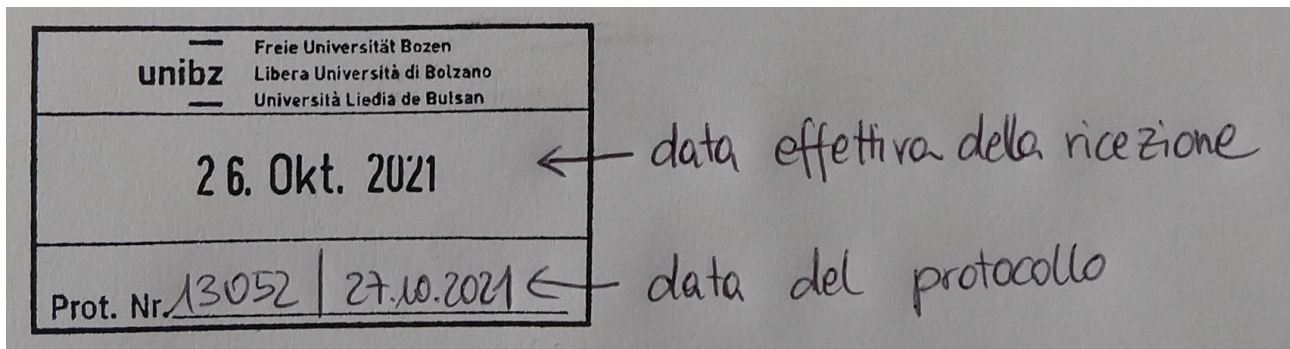 unibz
Freie Universität Bozen
Libera Università di Bolzano
Università Liedia de Bulsan
26. Okt. 2021
data effettiva della ricezione
Prot. Nr. 13052 | 27.10.2021
data del protocollo